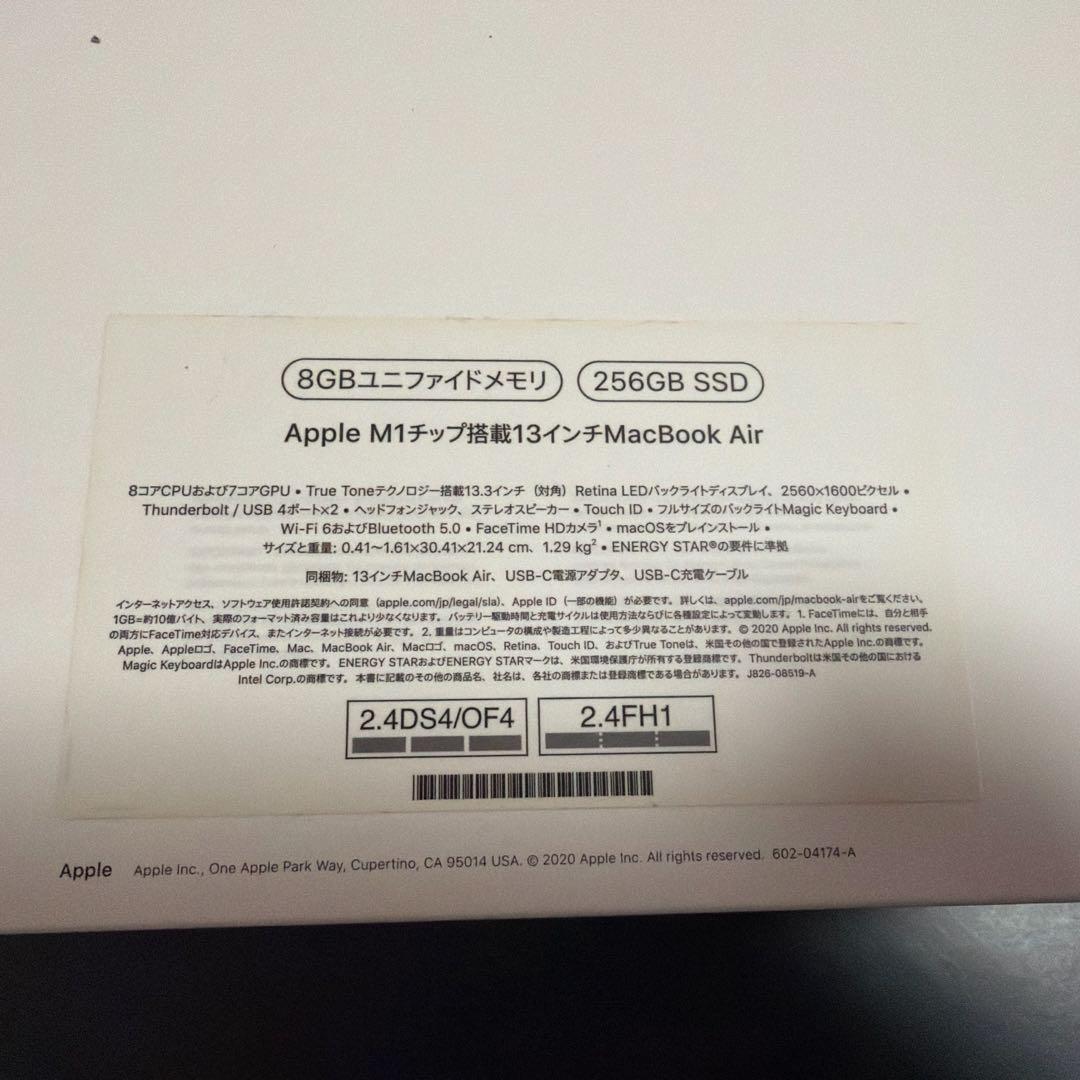 8GBユニファイドメモリ 256GB SSD
Apple M1チップ搭載13インチMacBook Air
8コアCPUおよび7コアGPU • True Toneテクノロジー搭載13.3インチ（対角）Retina LEDバックライトディスプレイ、2560×1600ピクセル •
Thunderbolt / USB 4ポート×2 • ヘッドフォンジャック、ステレオスピーカー • Touch ID • フルサイズのバックライトMagic Keyboard •
Wi-Fi 6およびBluetooth 5.0 • FaceTime HDカメラ¹ • macOSをプレインストール •
サイズと重量: 0.41〜1.61×30.41×21.24 cm、1.29 kg² • ENERGY STAR®の要件に準拠
同梱物: 13インチMacBook Air、USB-C電源アダプタ、USB-C充電ケーブル
インターネットアクセス、ソフトウェア使用許諾契約への同意（apple.com/jp/legal/sla）、Apple ID（一部の機能）が必要です。詳しくは、apple.com/jp/macbook-airをご覧ください。
1GB=約10億バイト、実際のフォーマット済み容量はこれより少なくなります。バッテリー駆動時間と充電サイクルは使用方法ならびに各種設定によって変動します。1. FaceTimeには、自分と相手
の両方にFaceTime対応デバイス、またインターネット接続が必要です。2. 重量はコンピュータの構成や製造工程によって多少異なることがあります。© 2020 Apple Inc. All rights reserved.
Apple、Appleロゴ、FaceTime、Mac、MacBook Air、Macロゴ、macOS、Retina、Touch ID、およびTrue Toneは、米国その他の国で登録されたApple Inc.の商標です。
Magic KeyboardはApple Inc.の商標です。ENERGY STARおよびENERGY STARマークは、米国環境保護庁が所有する登録商標です。Thunderboltは米国その他の国における
Intel Corp.の商標です。本書に記載のその他の商品名、社名は、各社の商標または登録商標である場合があります。J826-08519-A
2.4DS4/OF4 2.4FH1
Apple Apple Inc., One Apple Park Way, Cupertino, CA 95014 USA. © 2020 Apple Inc. All rights reserved. 602-04174-A